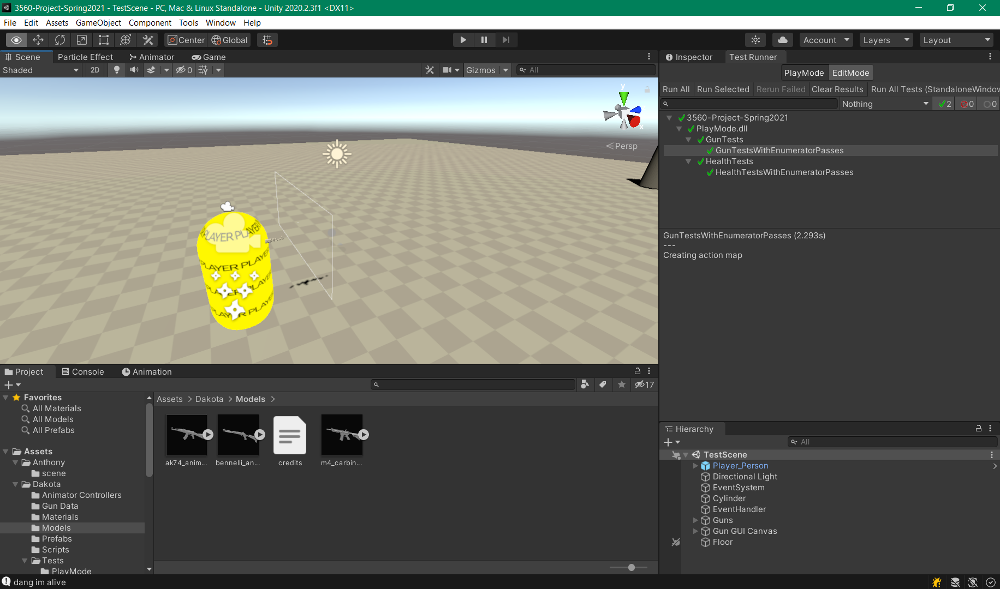 3560-Project-Spring2021 - TestScene - PC, Mac & Linux Standalone - Unity 2020.2.3f1 <DX11>
File Edit Assets GameObject Component Tools Window Help
Center Global Account Layers Layout
Scene Particle Effect Animator Game
Shaded 2D 0 Gizmos All
y
x
Persp
PLAYER PLAYER
PLAYER PLAYER
PLAYER PLAYER
PLAYER PLAYER
Inspector Test Runner
PlayMode EditMode
Run All Run Selected Rerun Failed Clear Results Run All Tests (StandaloneWindow
Nothing 2 0 0
3560-Project-Spring2021
PlayMode.dll
GunTests
GunTestsWithEnumeratorPasses
HealthTests
HealthTestsWithEnumeratorPasses
GunTestsWithEnumeratorPasses (2.293s)
---
Creating action map
Project Console Animation
17
Favorites
All Materials
All Models
All Prefabs
Assets
Anthony
scene
Dakota
Animator Controllers
Gun Data
Materials
Models
Prefabs
Scripts
Tests
PlayMode
Assets > Dakota > Models >
ak74_anim... bennelli_an... credits m4_carbin...
Hierarchy
All
TestScene
Player_Person
Directional Light
EventSystem
Cylinder
EventHandler
Guns
Gun GUI Canvas
Floor
dang im alive